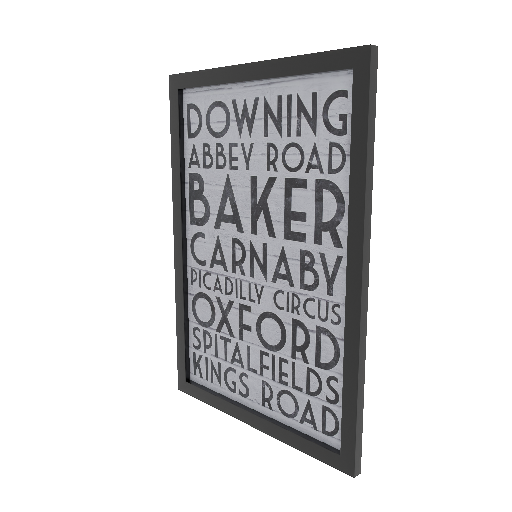 DOWNING
ABBEY ROAD
BAKER
CARNABY
PICADILLY CIRCUS
OXFORD
SPITALFIELDS
KINGS ROAD